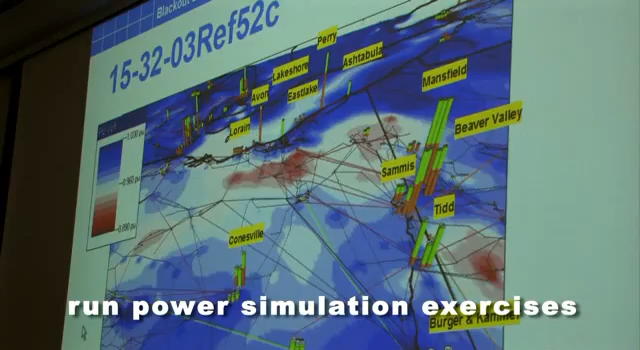 Blackout
15-32-03Ref52c
Perry
Ashtabula
Lakeshore
Mansfield
Avon
Eastlake
Beaver Valley
Lorain
Sammis
Tidd
Conesville
run power simulation exercises
Burger & Kammer